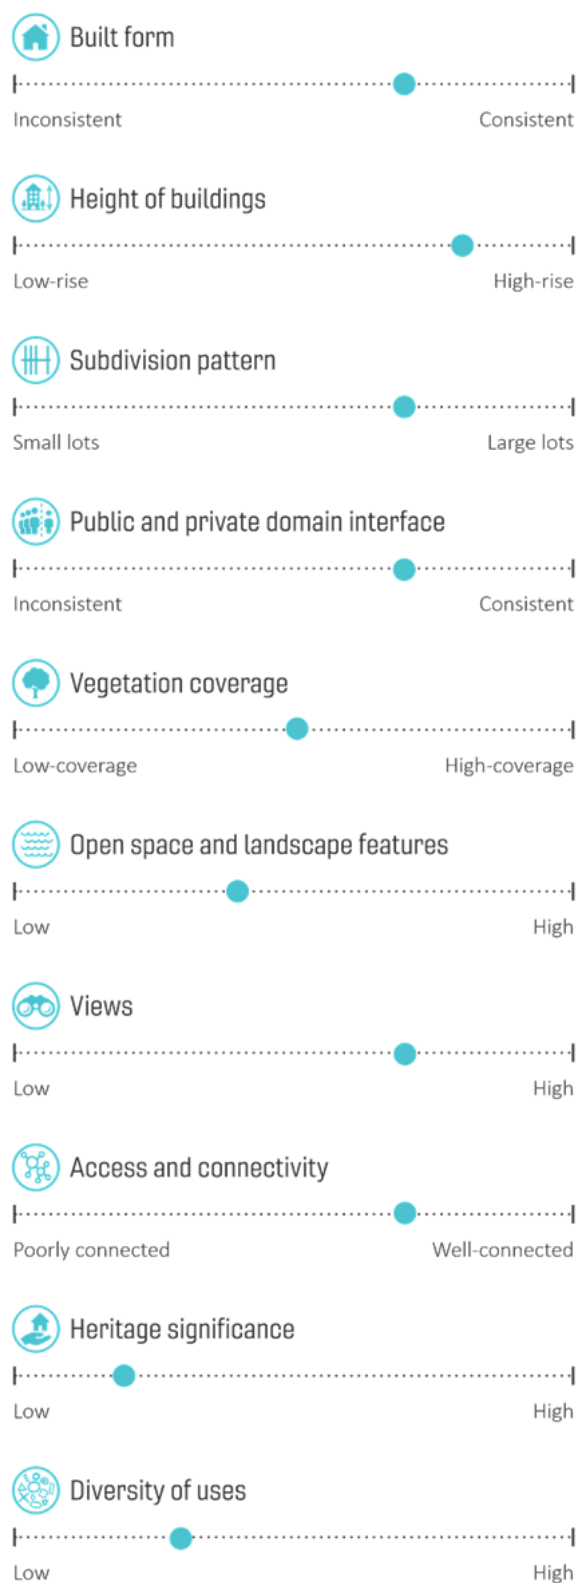 Built form
Inconsistent Consistent
Height of buildings
Low-rise High-rise
Subdivision pattern
Small lots Large lots
Public and private domain interface
Inconsistent Consistent
Vegetation coverage
Low-coverage High-coverage
Open space and landscape features
Low High
Views
Low High
Access and connectivity
Poorly connected Well-connected
Heritage significance
Low High
Diversity of uses
Low High